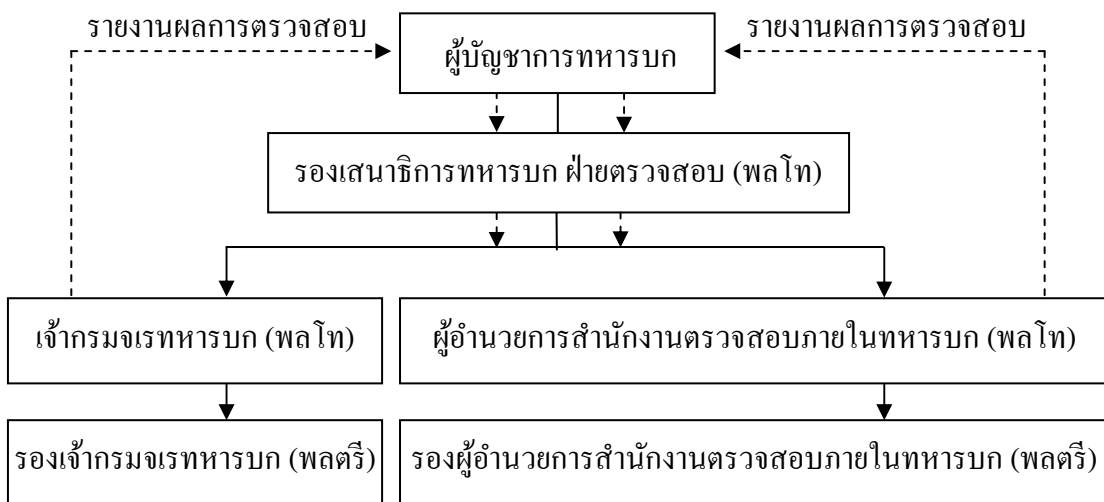 รายงานผลการตรวจสอบ
ผู้บัญชาการทหารบก
รายงานผลการตรวจสอบ
รองเสนาธิการทหารบก ฝ่ายตรวจสอบ (พลโท)
เจ้ากรมจเรทหารบก (พลโท)
ผู้อำนวยการสำนักงานตรวจสอบภายในทหารบก (พลโท)
รองเจ้ากรมจเรทหารบก (พลตรี)
รองผู้อำนวยการสำนักงานตรวจสอบภายในทหารบก (พลตรี)